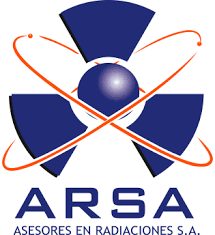 ARSA
ASESORES EN RADIACIONES S.A.